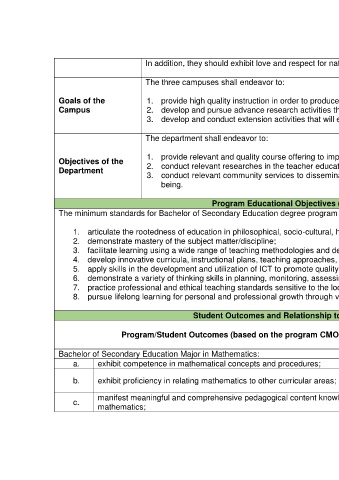 In addition, they should exhibit love and respect for
The three campuses shall endeavor to:
Goals of the
Campus
1. provide high quality instruction in order to produce
2. develop and pursue advance research activities
3. develop and conduct extension activities that will
The department shall endeavor to:
Objectives of the
Department
1. provide relevant and quality course offering to
2. conduct relevant researches in the teacher
3. conduct relevant community services to
being.
Program Educational Objectives
The minimum standards for Bachelor of Secondary Education degree program
1. articulate the rootedness of education in philosophical, socio-cultural,
2. demonstrate mastery of the subject matter/discipline;
3. facilitate learning using a wide range of teaching methodologies and
4. develop innovative curricula, instructional plans, teaching approaches,
5. apply skills in the development and utilization of ICT to promote quality
6. demonstrate a variety of thinking skills in planning, monitoring,
7. practice professional and ethical teaching standards sensitive to the
8. pursue lifelong learning for personal and professional growth through
Student Outcomes and Relationship to
Program/Student Outcomes (based on the program CMO
Bachelor of Secondary Education Major in Mathematics:
a. exhibit competence in mathematical concepts and procedures;
b. exhibit proficiency in relating mathematics to other curricular areas;
c. manifest meaningful and comprehensive pedagogical content
mathematics;